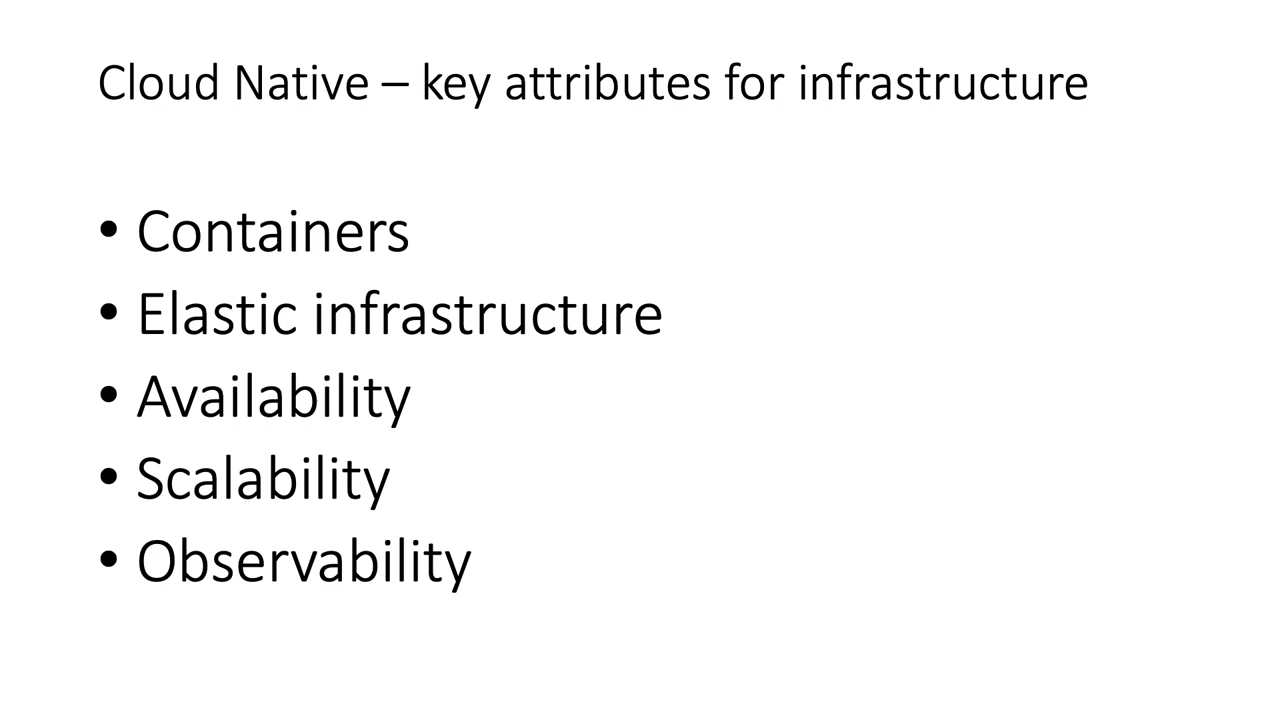 Cloud Native – key attributes for infrastructure
• Containers
• Elastic infrastructure
• Availability
• Scalability
• Observability